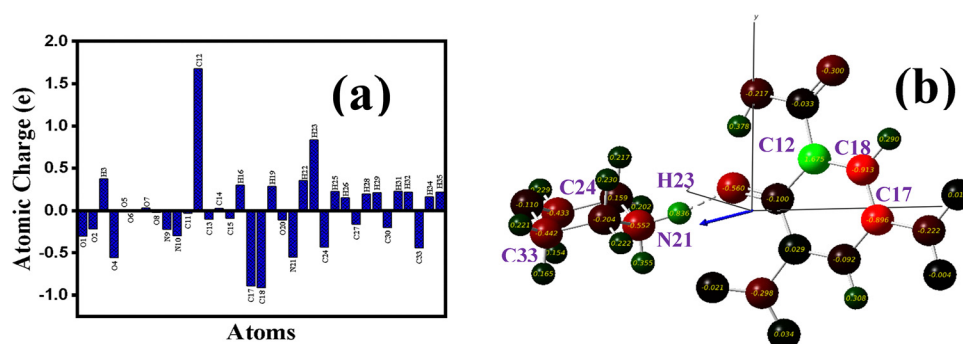 (a)
Atomic Charge (e)
2.0
1.5
1.0
0.5
0.0
-0.5
-1.0
O1
O2
H3
O4
O5
O6
O7
O8
N9
N10
C11
C12
C13
C14
C15
H16
C17
C18
H19
O20
N21
H22
H23
C24
H25
H26
C27
H28
H29
C30
H31
H32
C33
H34
H35
Atoms
(b)
y
-0.300
-0.217
-0.033
0.378
C12
C18
0.290
1.675
-0.913
-0.217
H23
C17
0.230
-0.560
-0.100
C24
0.229
0.159
-0.110
-0.433
0.202
-0.836
-0.896
-0.204
0.221
-0.442
-0.552
N21
-0.222
0.222
C33
0.154
0.355
0.029
-0.092
-0.004
0.165
-0.021
-0.298
0.308
0.034